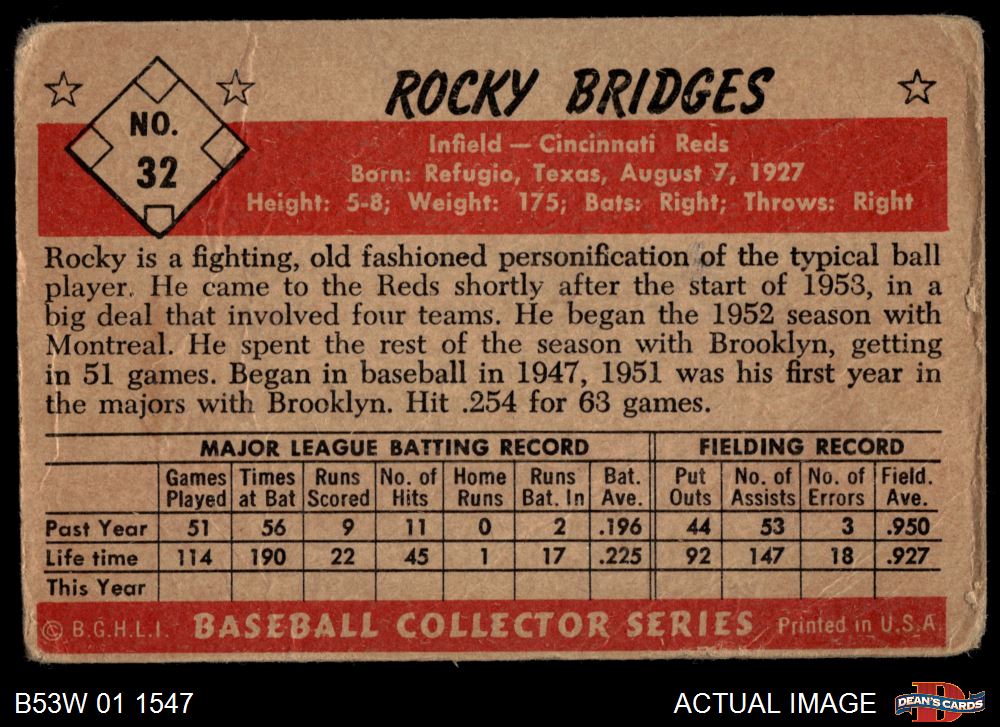 NO.
32
ROCKY BRIDGES
Infield — Cincinnati Reds
Born: Refugio, Texas, August 7, 1927
Height: 5-8; Weight: 175; Bats: Right; Throws: Right
Rocky is a fighting, old fashioned personification of the typical ball
player. He came to the Reds shortly after the start of 1953, in a
big deal that involved four teams. He began the 1952 season with
Montreal. He spent the rest of the season with Brooklyn, getting
in 51 games. Began in baseball in 1947, 1951 was his first year in
the majors with Brooklyn. Hit .254 for 63 games.
MAJOR LEAGUE BATTING RECORD FIELDING RECORD
Games Times Runs No. of Home Runs Bat. Put No. of No. of Field.
Played at Bat Scored Hits Runs Bat. In Ave. Outs Assists Errors Ave.
Past Year 51 56 9 11 0 2 .196 44 53 3 .950
Life time 114 190 22 45 1 17 .225 92 147 18 .927
This Year
© B.G.H.L.I. BASEBALL COLLECTOR SERIES Printed in U.S.A.
B53W 01 1547 ACTUAL IMAGE DEAN'S CARDS